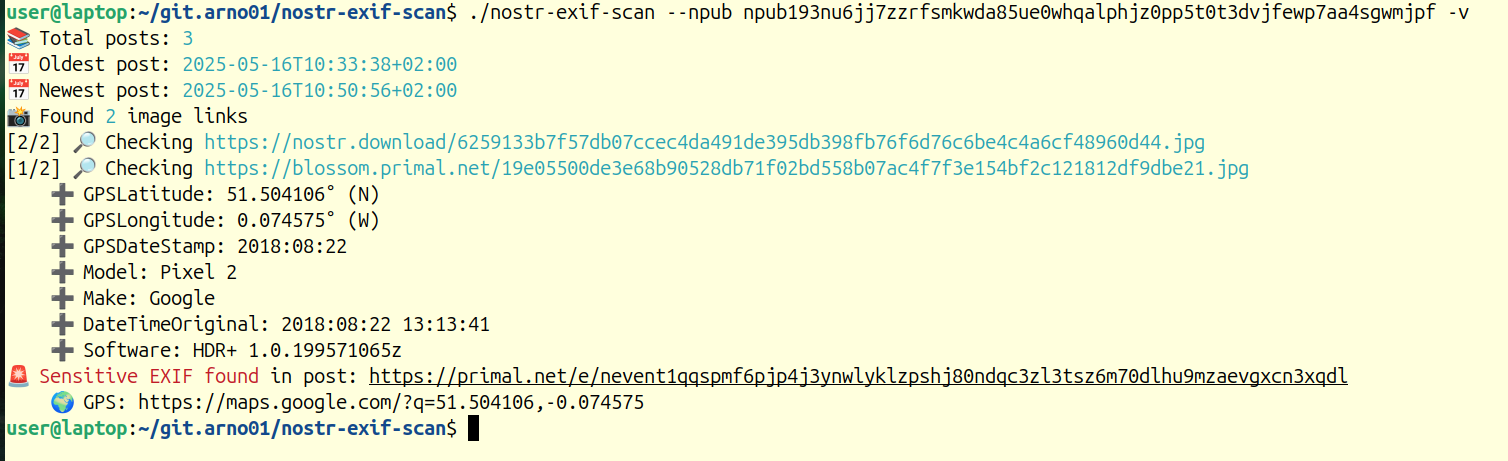 user@laptop:~/git.arno01/nostr-exif-scan$ ./nostr-exif-scan --npub npub193nu6jj7zzrfsmkwda85ue0whqalphjz0pp5t0t3dvjfewp7aa4sgwmjpf -v
📚 Total posts: 3
📅 Oldest post: 2025-05-16T10:33:38+02:00
📅 Newest post: 2025-05-16T10:50:56+02:00
📸 Found 2 image links
[2/2] 🔎 Checking https://nostr.download/6259133b7f57db07ccec4da491de395db398fb76f6d76c6be4c4a6cf48960d44.jpg
[1/2] 🔎 Checking https://blossom.primal.net/19e05500de3e68b90528db71f02bd558b07ac4f7f3e154bf2c121812df9dbe21.jpg
➕ GPSLatitude: 51.504106° (N)
➕ GPSLongitude: 0.074575° (W)
➕ GPSDateStamp: 2018:08:22
➕ Model: Pixel 2
➕ Make: Google
➕ DateTimeOriginal: 2018:08:22 13:13:41
➕ Software: HDR+ 1.0.199571065z
🚨 Sensitive EXIF found in post: https://primal.net/e/nevent1qqspmf6pjp4j3ynwlyklzpshj80ndqc3zl3tsz6m70dlhu9mzaevgxcn3xqdl
🌍 GPS: https://maps.google.com/?q=51.504106,-0.074575
user@laptop:~/git.arno01/nostr-exif-scan$